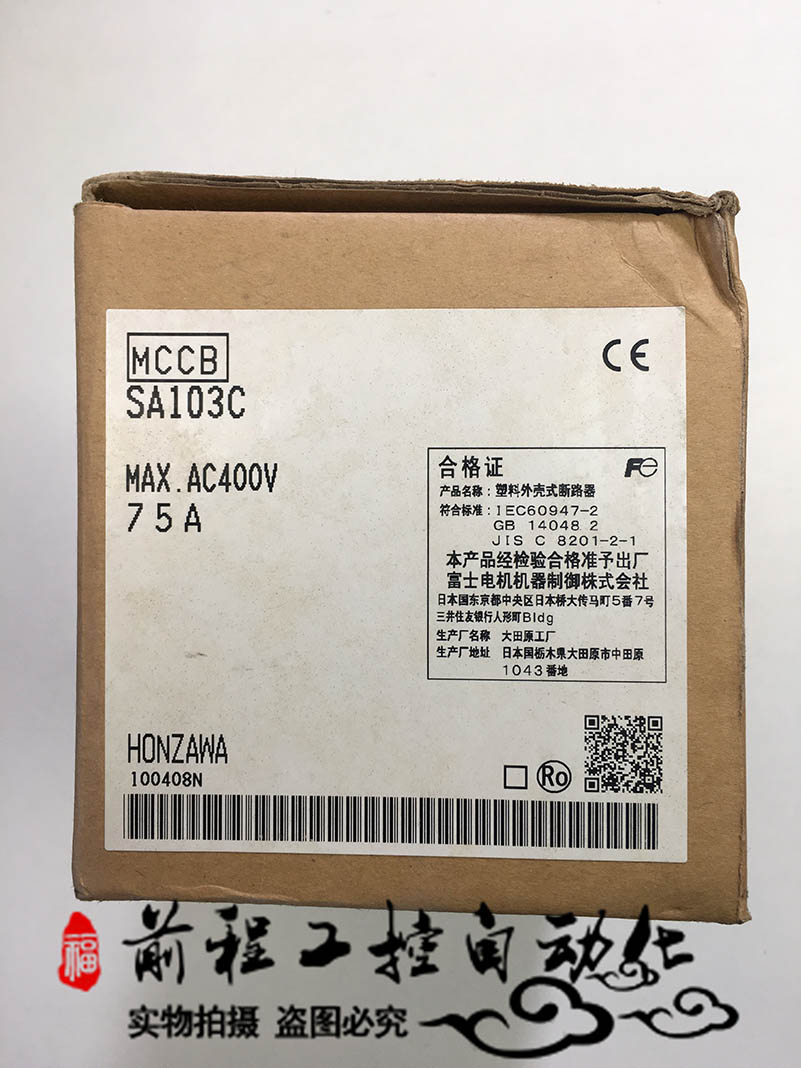 MCCB
SA103C
CE
MAX.AC400V
75A
合格证
Fe
产品名称：塑料外壳式断路器
符合标准：IEC60947-2
GB 14048.2
JIS C 8201-2-1
本产品经检验合格准予出厂
富士电机机器制御株式会社
日本国东京都中央区日本桥大传马町5番7号
三井住友银行人形町Bldg
生产厂名称 大田原工厂
生产厂地址 日本国栃木県大田原市中田原
1043番地
HONZAWA
100408N
Ro
福
前程工控自动化
实物拍摄 盗图必究